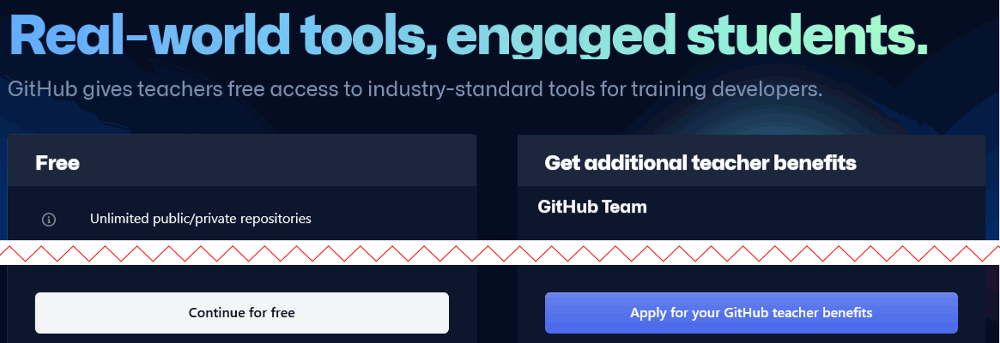 Real-world tools, engaged students.
GitHub gives teachers free access to industry-standard tools for training developers.
Free
Unlimited public/private repositories
Continue for free
Get additional teacher benefits
GitHub Team
Apply for your GitHub teacher benefits